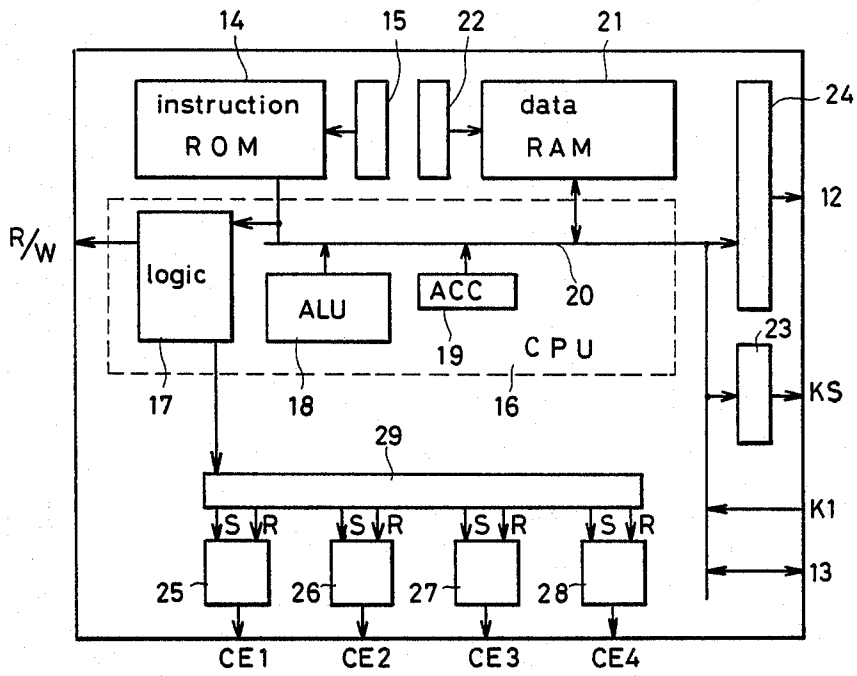 14 15 22 21
24
instruction
ROM
data
RAM
12
R/W
logic
ALU
ACC
20
23
19
CPU
17 18 16
KS
29
K1
S R S R S R S R
13
25 26 27 28
CE1 CE2 CE3 CE4